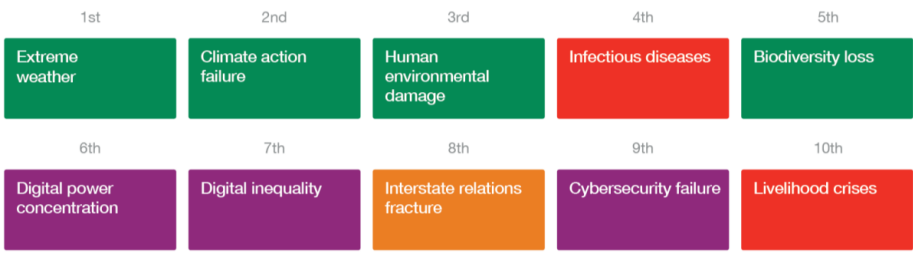 1st
2nd
3rd
4th
5th
Extreme
weather
Climate action
failure
Human
environmental
damage
Infectious diseases
Biodiversity loss
6th
7th
8th
9th
10th
Digital power
concentration
Digital inequality
Interstate relations
fracture
Cybersecurity failure
Livelihood crises